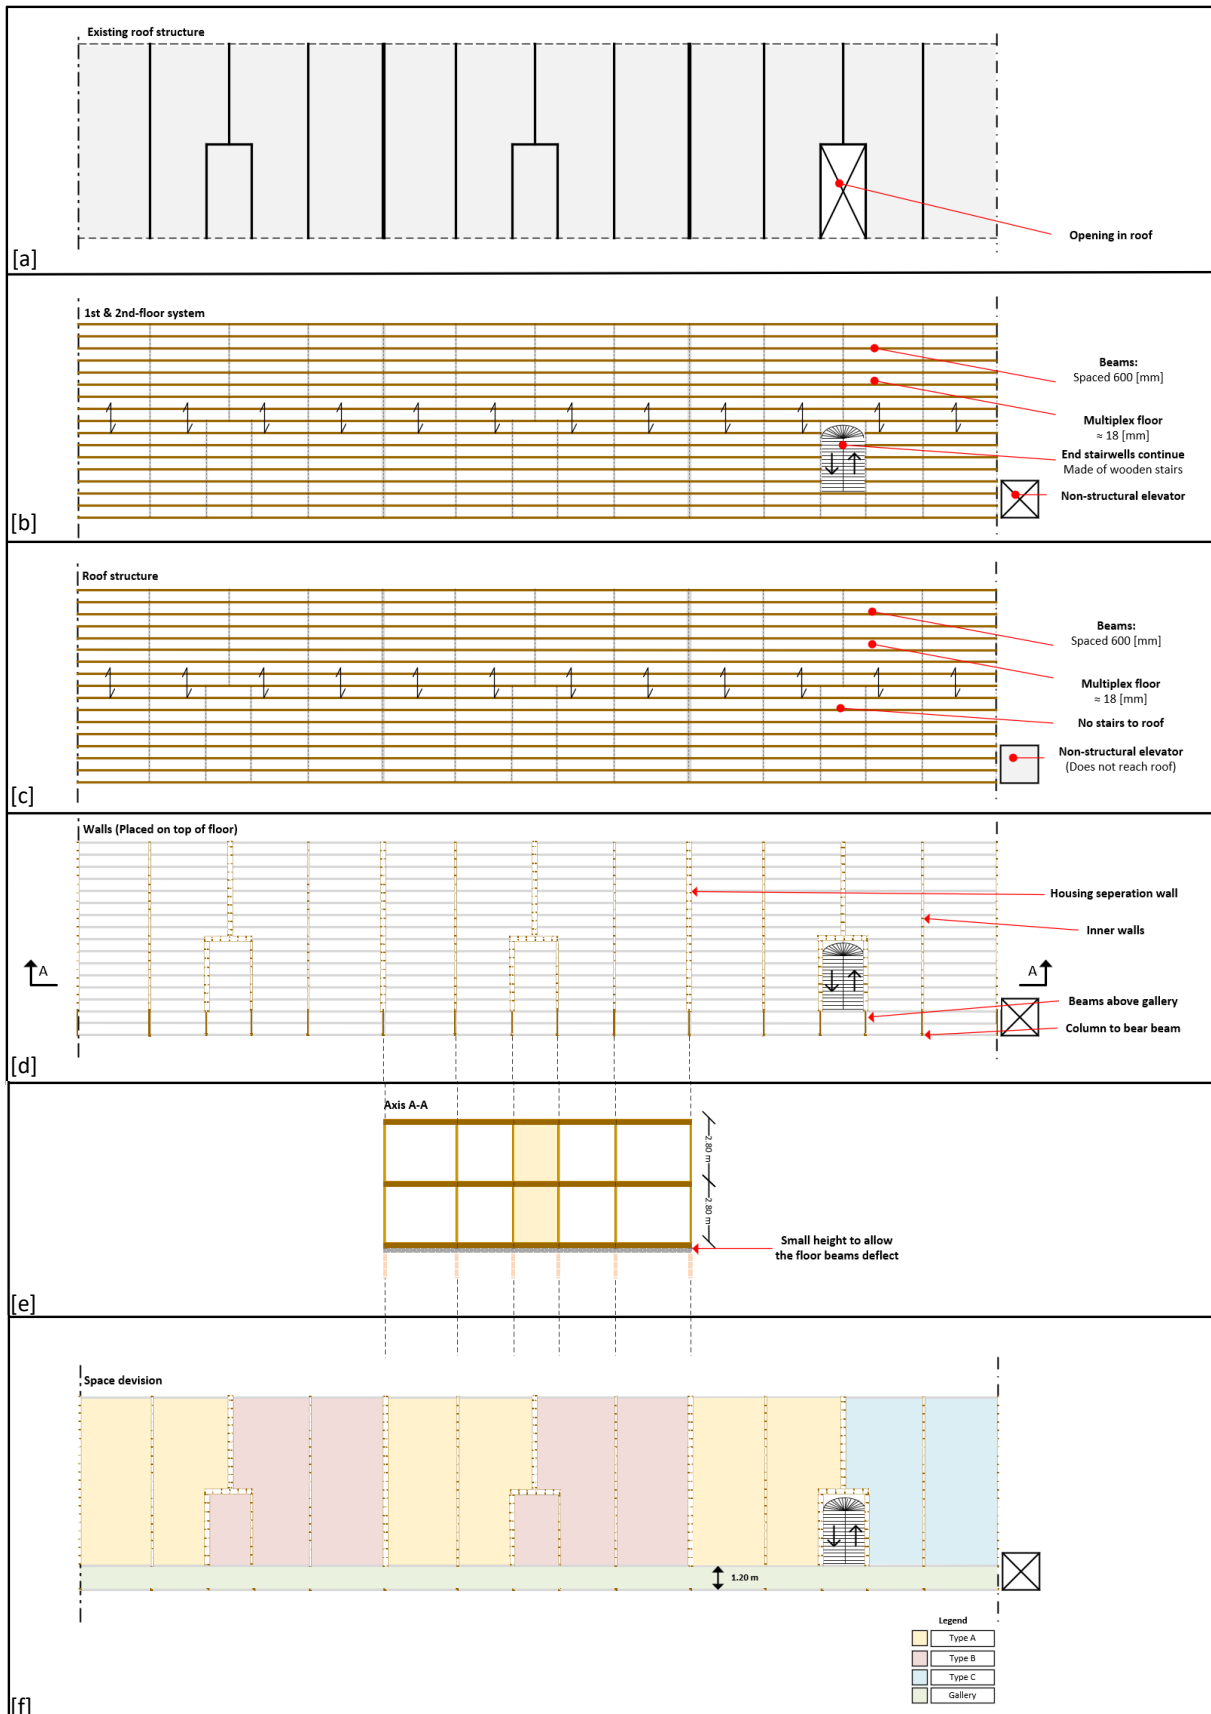 Existing roof structure
Opening in roof
[a]
1st & 2nd-floor system
Beams:
Spaced 600 [mm]
Multiplex floor
≈ 18 [mm]
End stairwells continue
Made of wooden stairs
Non-structural elevator
[b]
Roof structure
Beams:
Spaced 600 [mm]
Multiplex floor
≈ 18 [mm]
No stairs to roof
Non-structural elevator
(Does not reach roof)
[c]
Walls (Placed on top of floor)
Housing seperation wall
Inner walls
A
A
Beams above gallery
Column to bear beam
[d]
Axis A-A
2.80 m
2.80 m
Small height to allow
the floor beams deflect
[e]
Space devision
1.20 m
Legend
Type A
Type B
Type C
Gallery
[f]